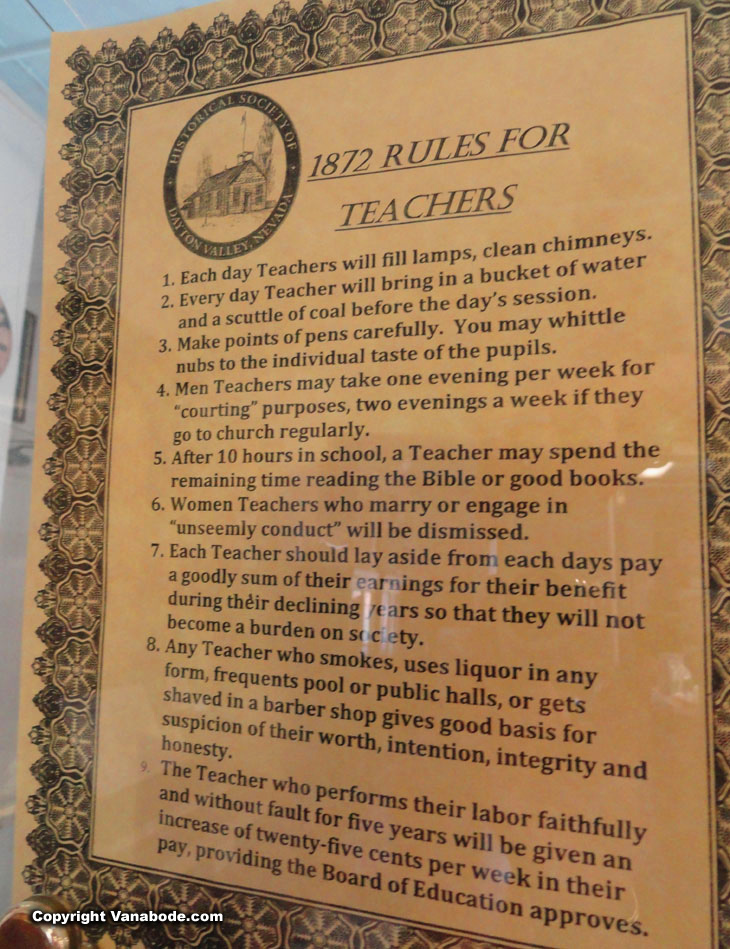 HISTORICAL SOCIETY OF
DAYTON VALLEY, NEVADA
1872 RULES FOR
TEACHERS
1. Each day Teachers will fill lamps, clean chimneys.
2. Every day Teacher will bring in a bucket of water
and a scuttle of coal before the day's session.
3. Make points of pens carefully. You may whittle
nubs to the individual taste of the pupils.
4. Men Teachers may take one evening per week for
"courting" purposes, two evenings a week if they
go to church regularly.
5. After 10 hours in school, a Teacher may spend the
remaining time reading the Bible or good books.
6. Women Teachers who marry or engage in
"unseemly conduct" will be dismissed.
7. Each Teacher should lay aside from each days pay
a goodly sum of their earnings for their benefit
during their declining years so that they will not
become a burden on society.
8. Any Teacher who smokes, uses liquor in any
form, frequents pool or public halls, or gets
shaved in a barber shop gives good basis for
suspicion of their worth, intention, integrity and
honesty.
9. The Teacher who performs their labor faithfully
and without fault for five years will be given an
increase of twenty-five cents per week in their
pay, providing the Board of Education approves.
Copyright Vanabode.com